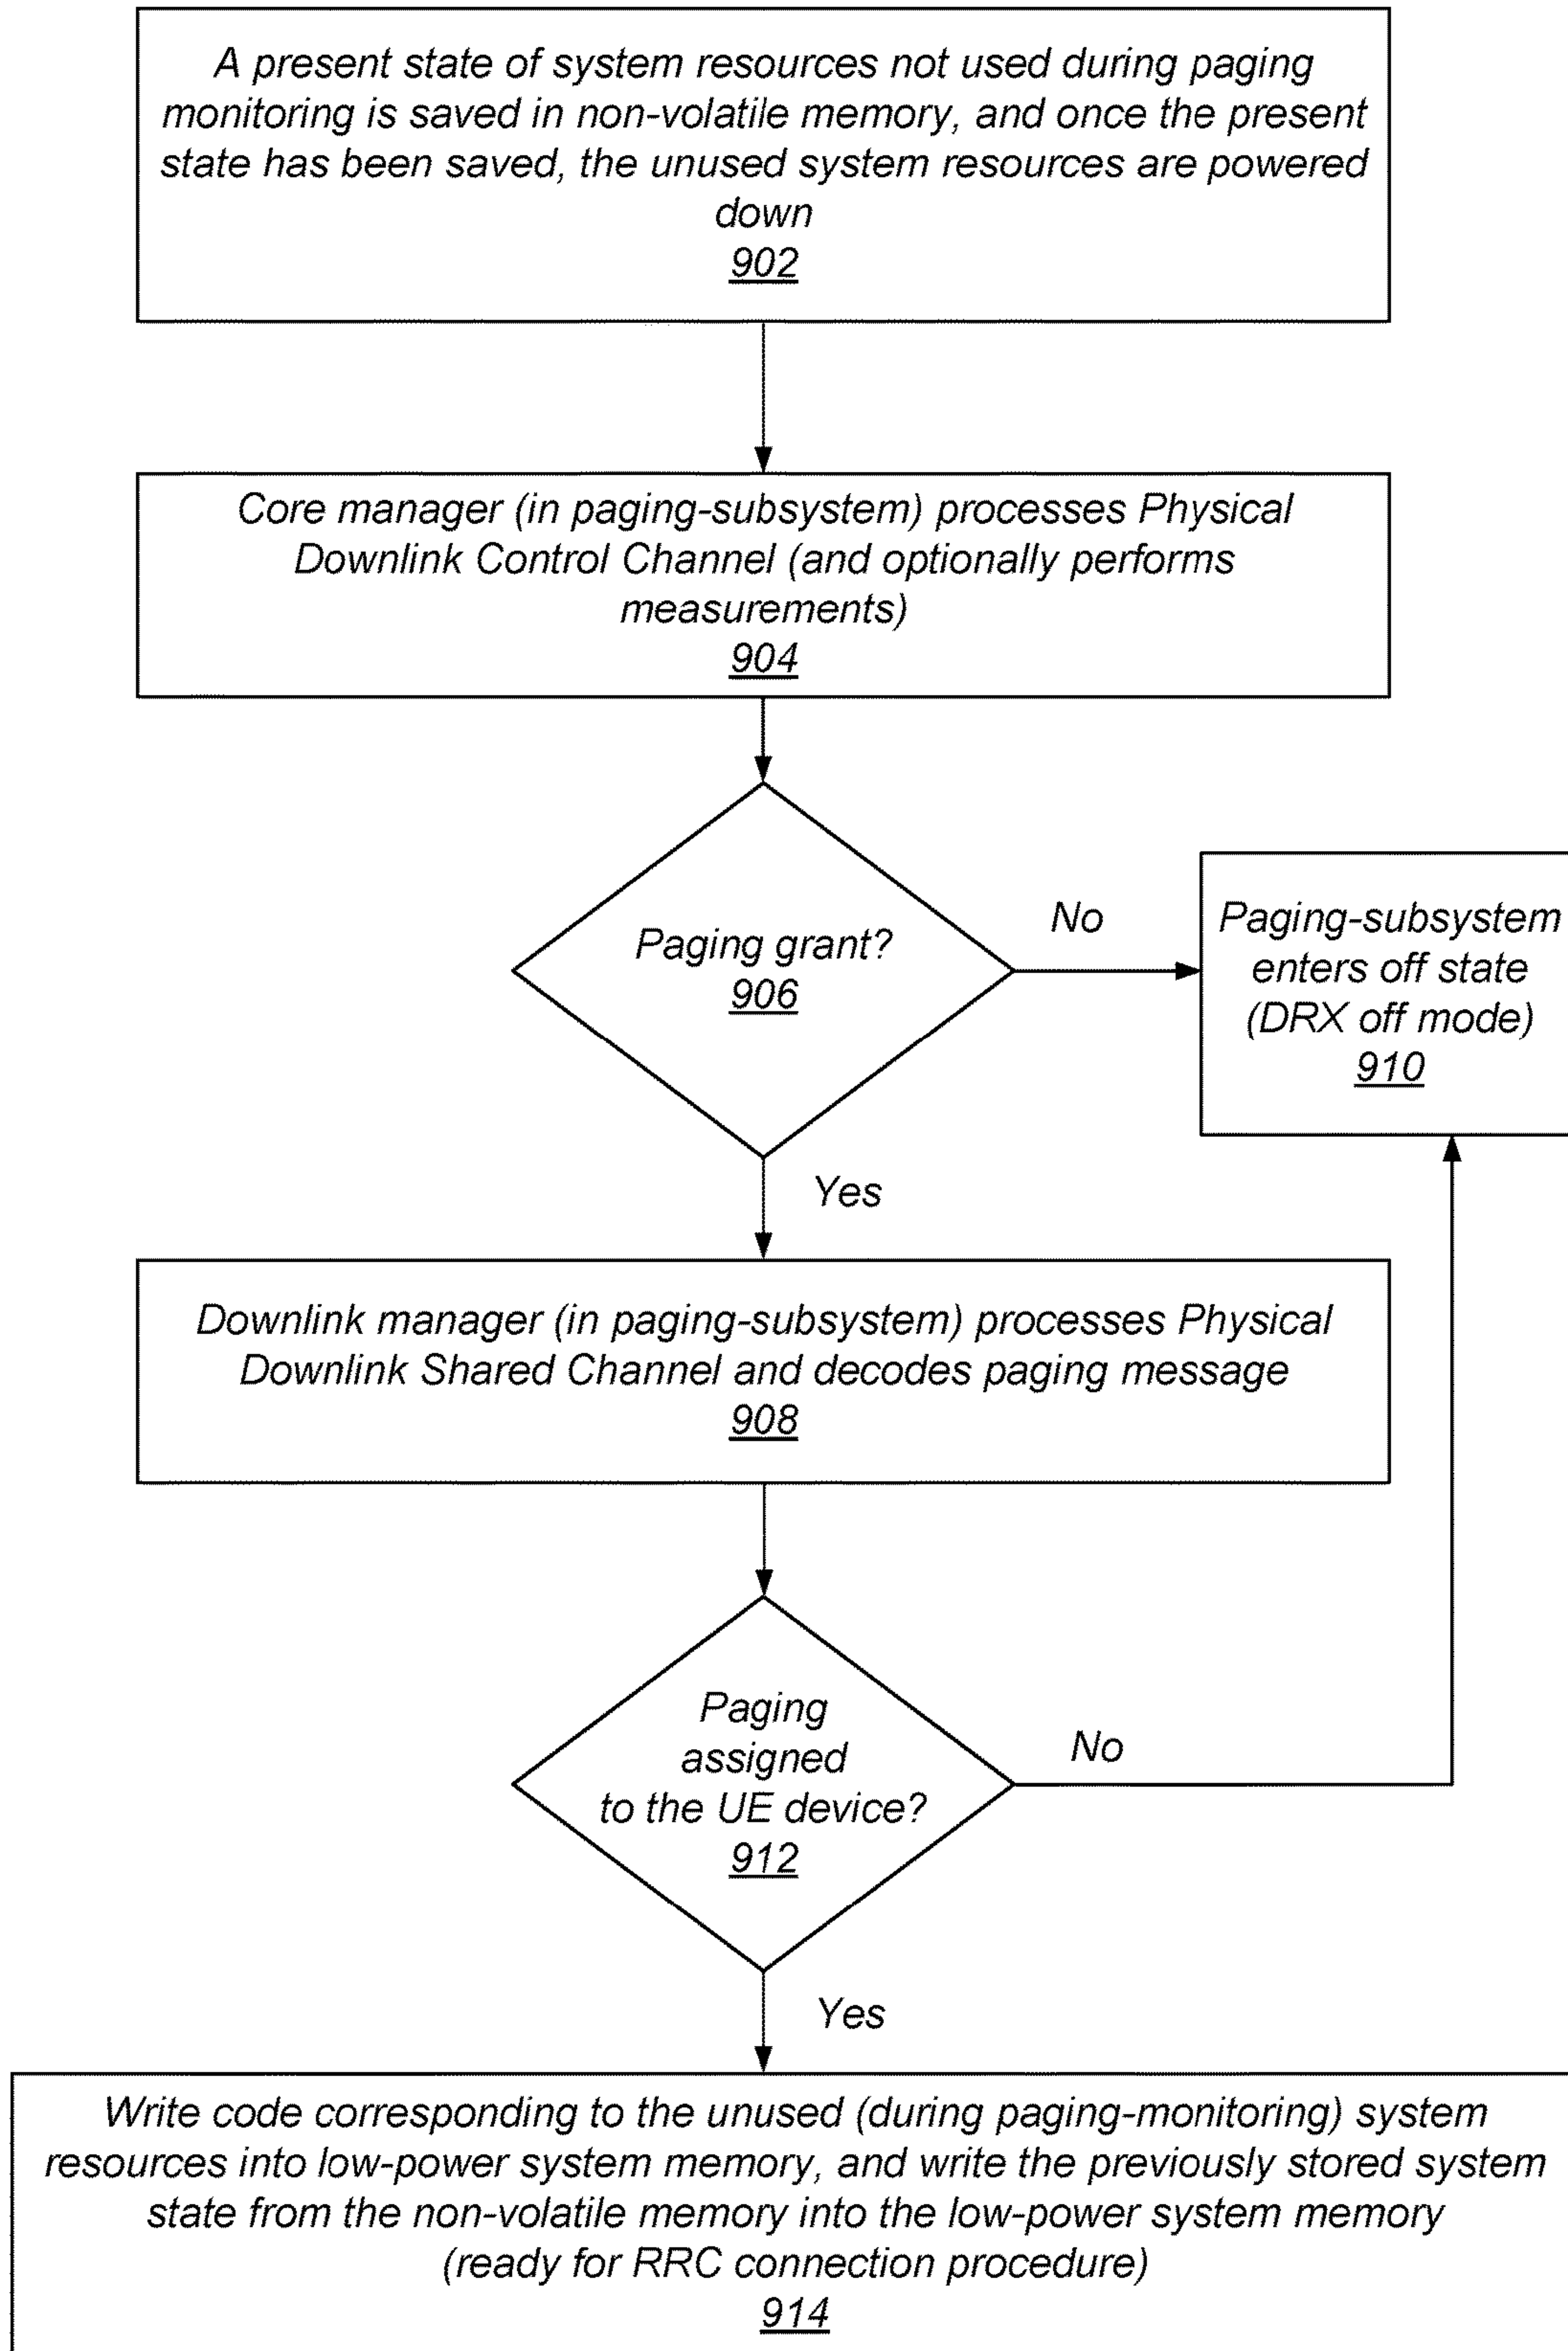 A present state of system resources not used during paging
monitoring is saved in non-volatile memory, and once the present
state has been saved, the unused system resources are powered
down
902
Core manager (in paging-subsystem) processes Physical
Downlink Control Channel (and optionally performs
measurements)
904
Paging grant?
906
No
Paging-subsystem
enters off state
(DRX off mode)
910
Yes
Downlink manager (in paging-subsystem) processes Physical
Downlink Shared Channel and decodes paging message
908
Paging
assigned
to the UE device?
912
No
Yes
Write code corresponding to the unused (during paging-monitoring) system
resources into low-power system memory, and write the previously stored system
state from the non-volatile memory into the low-power system memory
(ready for RRC connection procedure)
914